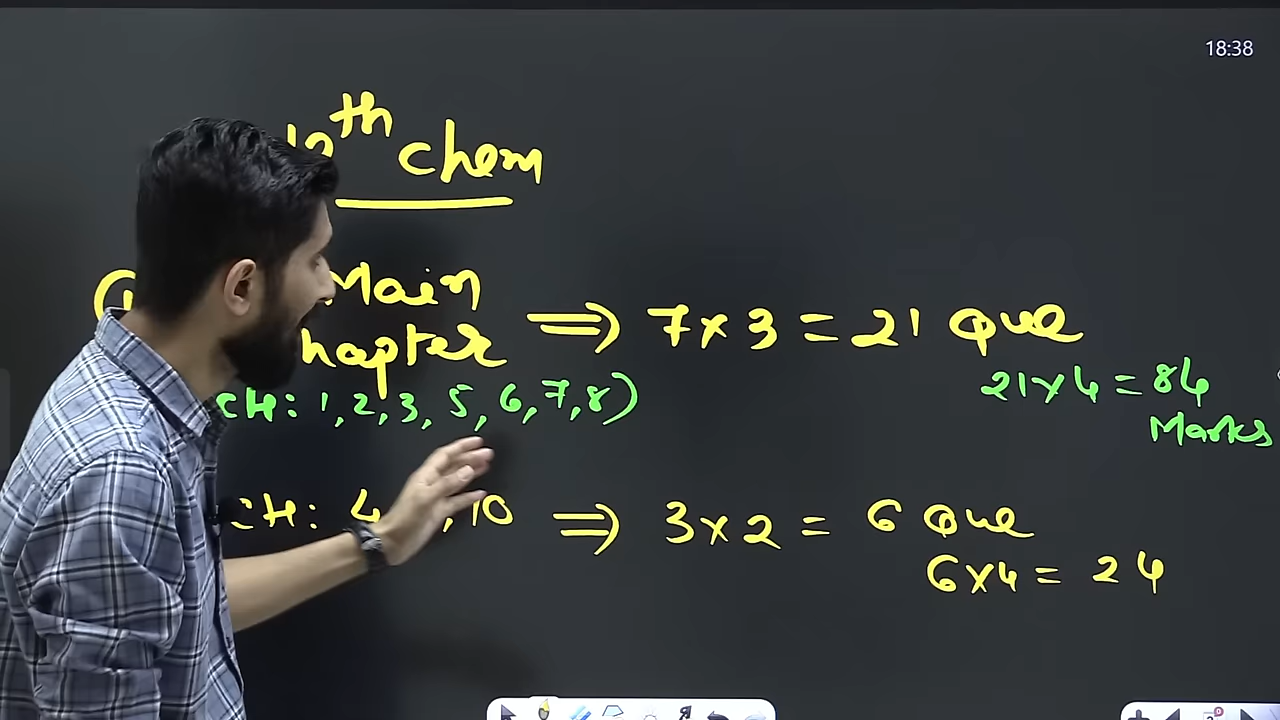 18:38
th chem
Main ⇒ 7 × 3 = 21 Que
hapter
21 × 4 = 84
Marks
CH: 1, 2, 3, 5, 6, 7, 8)
CH: 4 , 10 ⇒ 3 × 2 = 6 Que
6 × 4 = 24